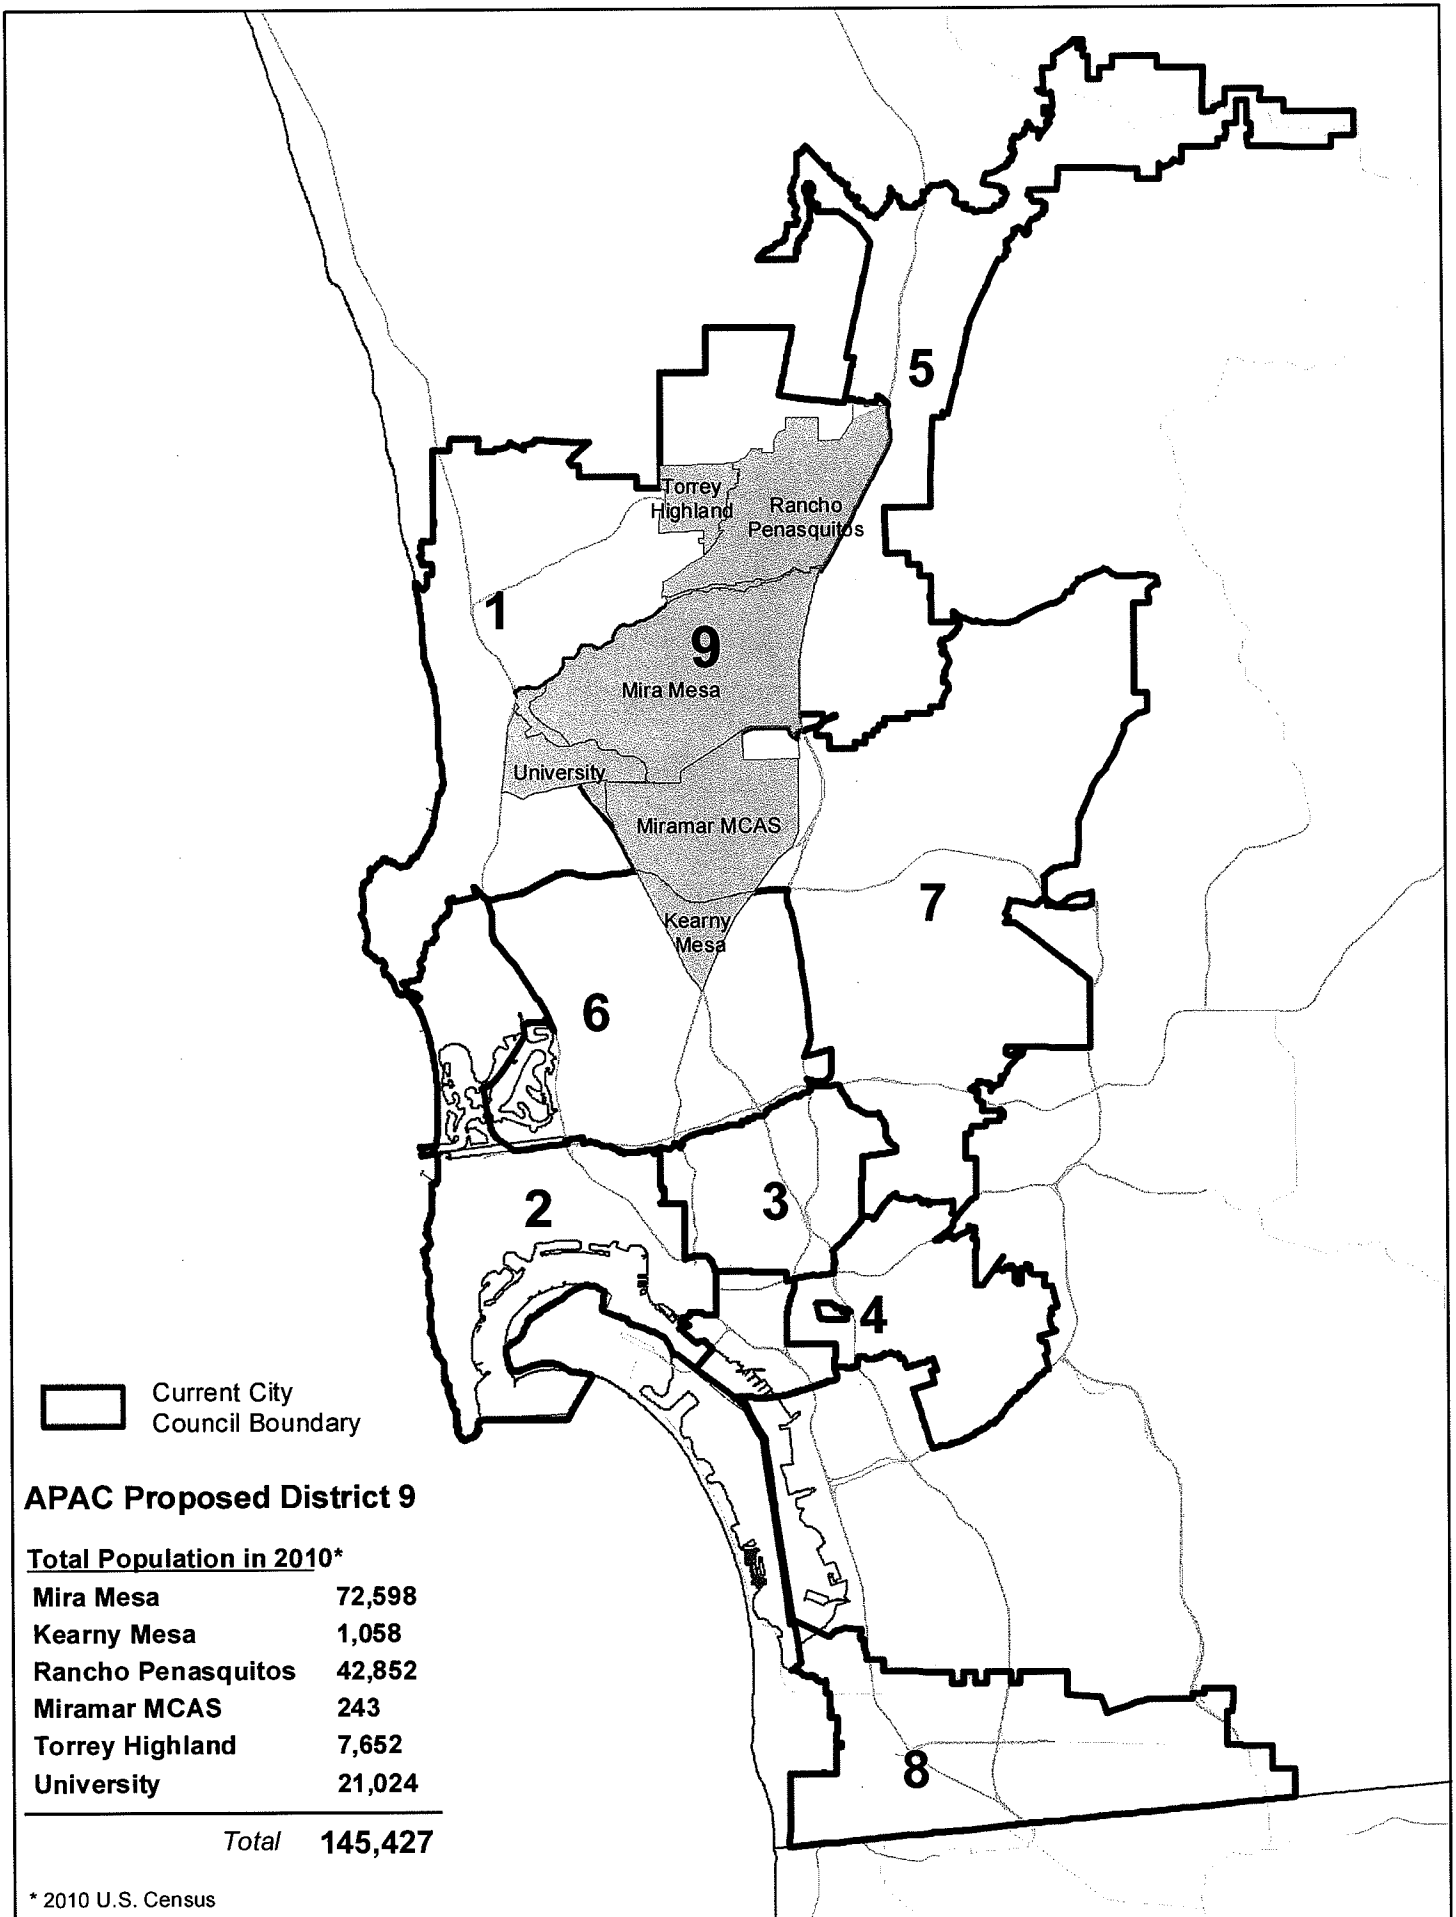 5
Torrey
Highland
Rancho
Penasquitos
1
9
Mira Mesa
University
Miramar MCAS
7
Kearny
Mesa
6
2
3
4
8
Current City
Council Boundary
APAC Proposed District 9
Total Population in 2010*
Mira Mesa 72,598
Kearny Mesa 1,058
Rancho Penasquitos 42,852
Miramar MCAS 243
Torrey Highland 7,652
University 21,024
Total 145,427
* 2010 U.S. Census